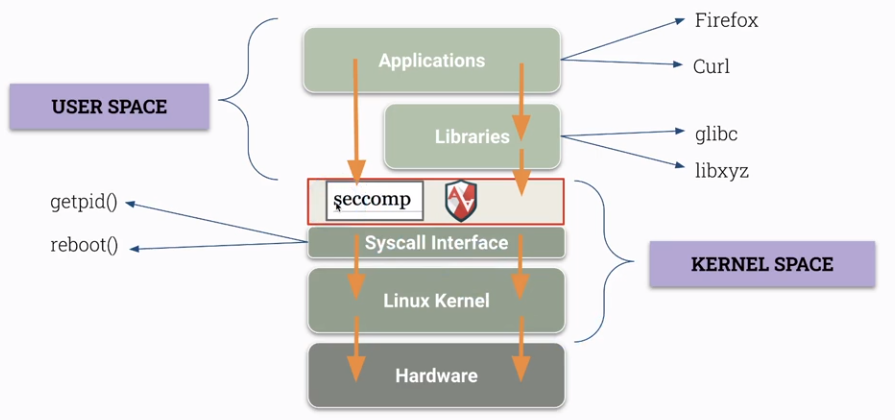 Firefox
Applications
Curl
USER SPACE
Libraries
glibc
libxyz
seccomp
getpid()
Syscall Interface
reboot()
KERNEL SPACE
Linux Kernel
Hardware